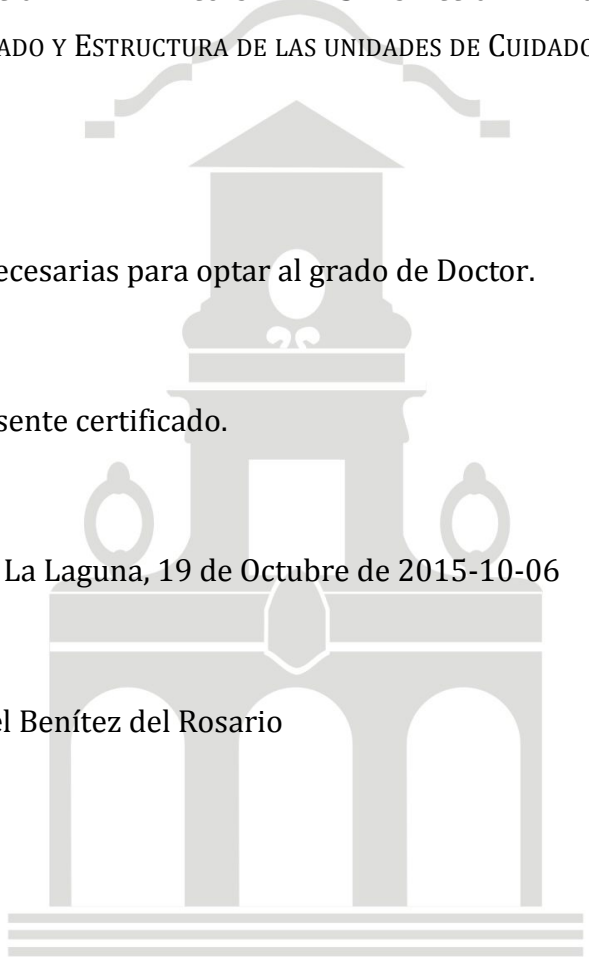 ADO Y ESTRUCTURA DE LAS UNIDADES DE CUIDADO
ecesarias para optar al grado de Doctor.
sente certificado.
La Laguna, 19 de Octubre de 2015-10-06
el Benítez del Rosario